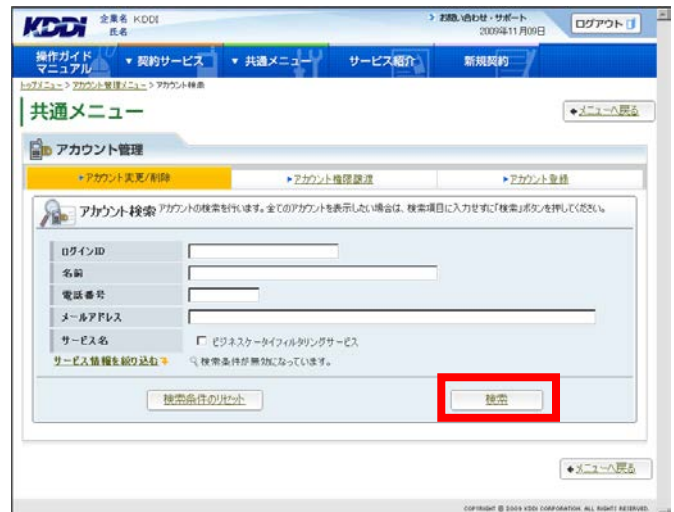 KDDI 企業名 KDDI
氏名
お問い合わせ・サポート
2009年11月09日
ログアウト
操作ガイド
マニュアル
契約サービス
共通メニュー
サービス紹介
新規契約
トップメニュー > アカウント管理メニュー > アカウント検索
共通メニュー
メニューへ戻る
アカウント管理
アカウント変更/削除
アカウント権限譲渡
アカウント登録
アカウント検索 アカウントの検索を行います。全てのアカウントを表示したい場合は、検索項目に入力せずに「検索」ボタンを押してください。
ログインID
名前
電話番号
メールアドレス
サービス名 ビジネスケータイフィルタリングサービス
サービス情報を絞り込む 検索条件が無効になっています。
検索条件のリセット
検索
メニューへ戻る
COPYRIGHT © 2009 KDDI CORPORATION. ALL RIGHTS RESERVED.